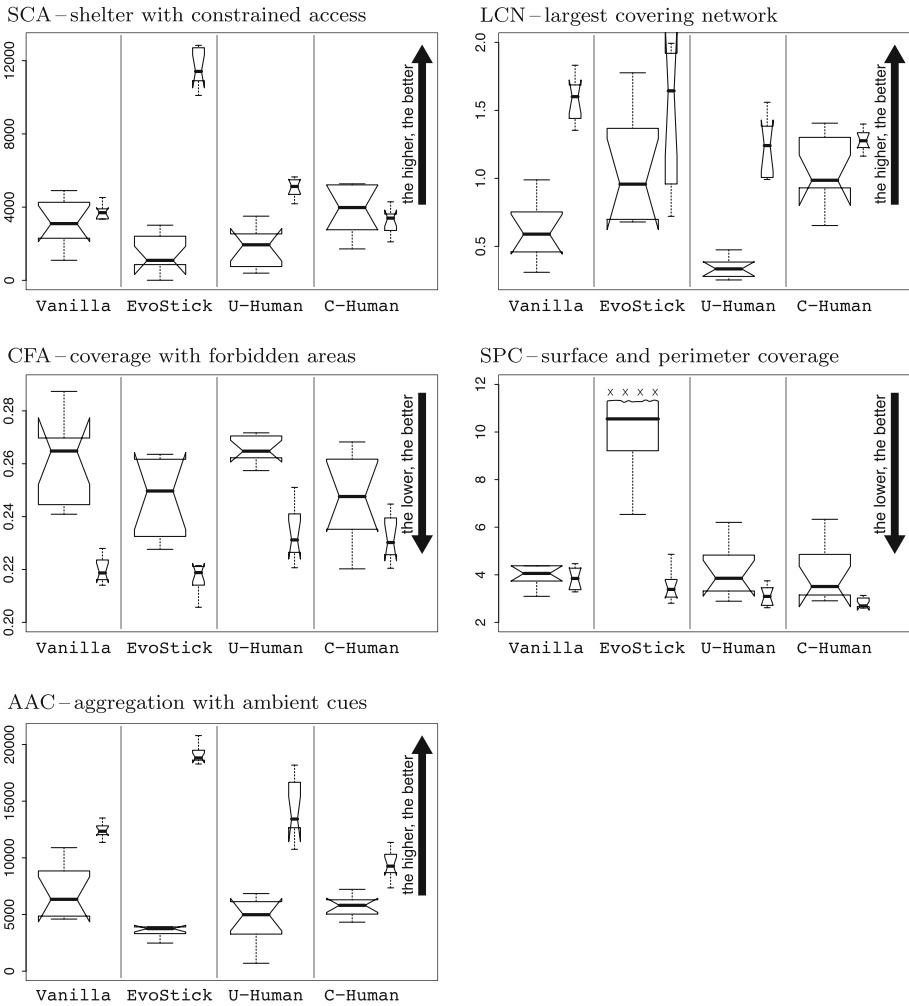 SCA – shelter with constrained access
12000
8000
4000
0
the higher, the better
Vanilla EvoStick U-Human C-Human
LCN – largest covering network
2.0
1.5
1.0
0.5
the higher, the better
Vanilla EvoStick U-Human C-Human
CFA – coverage with forbidden areas
0.28
0.26
0.24
0.22
0.20
the lower, the better
Vanilla EvoStick U-Human C-Human
SPC – surface and perimeter coverage
12
10
8
6
4
2
x x x x
the lower, the better
Vanilla EvoStick U-Human C-Human
AAC – aggregation with ambient cues
20000
15000
10000
5000
0
the higher, the better
Vanilla EvoStick U-Human C-Human